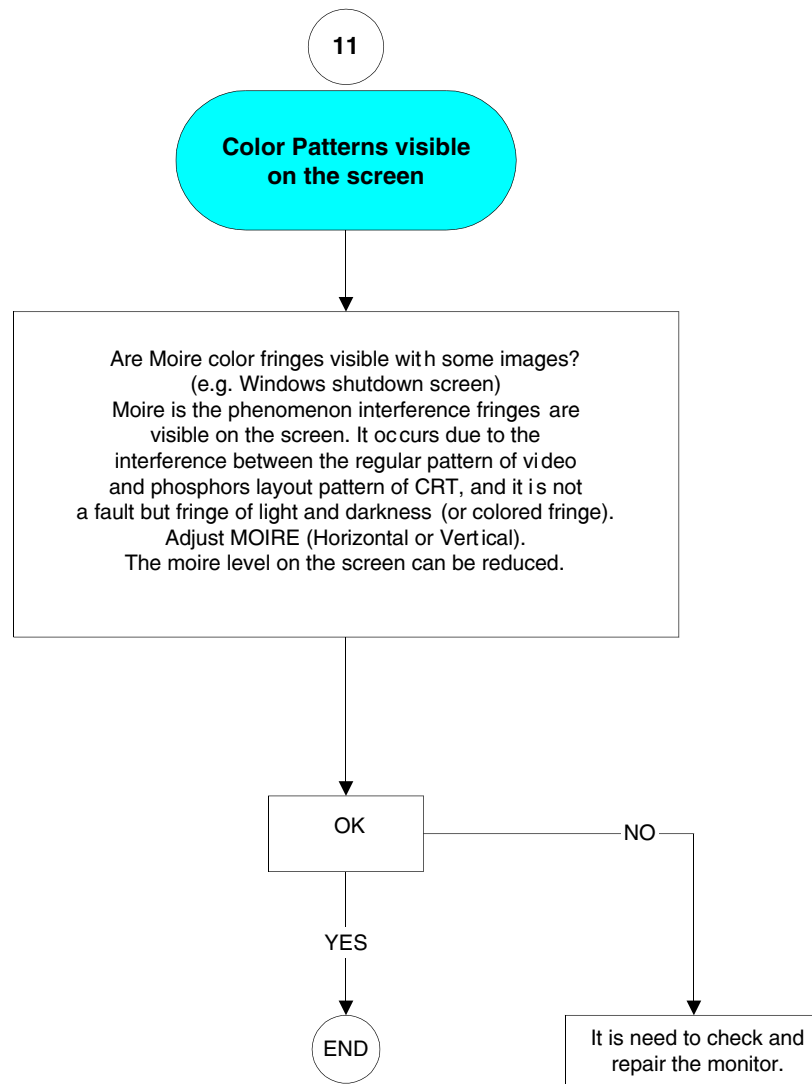 11
Color Patterns visible
on the screen
Are Moire color fringes visible with some images?
(e.g. Windows shutdown screen)
Moire is the phenomenon interference fringes are
visible on the screen. It occurs due to the
interference between the regular pattern of video
and phosphors layout pattern of CRT, and it is not
a fault but fringe of light and darkness (or colored fringe).
Adjust MOIRE (Horizontal or Vertical).
The moire level on the screen can be reduced.
OK
NO
YES
END
It is need to check and
repair the monitor.